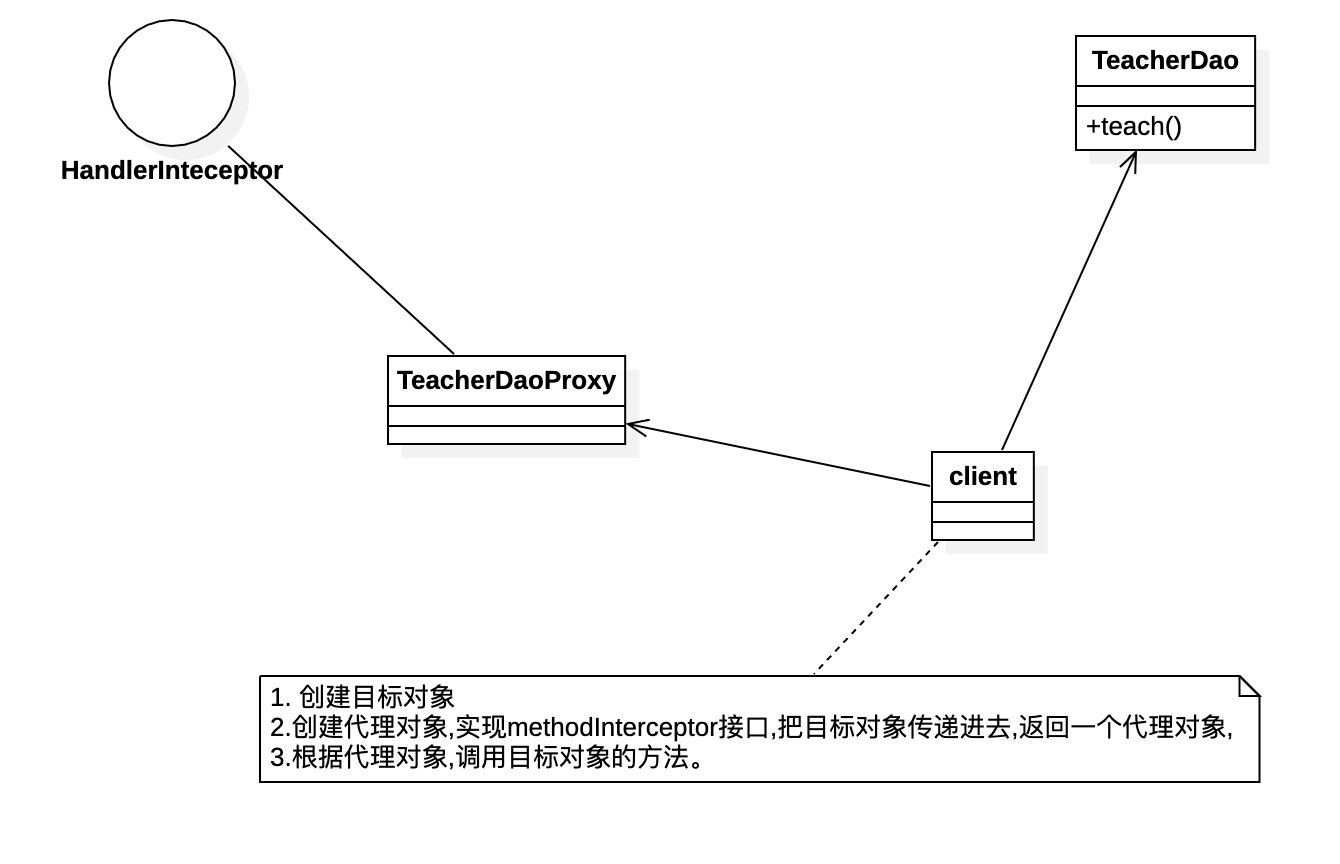 HandlerInteceptor
TeacherDao
+teach()
TeacherDaoProxy
client
1. 创建目标对象
2.创建代理对象,实现methodInterceptor接口,把目标对象传递进去,返回一个代理对象,
3.根据代理对象,调用目标对象的方法。